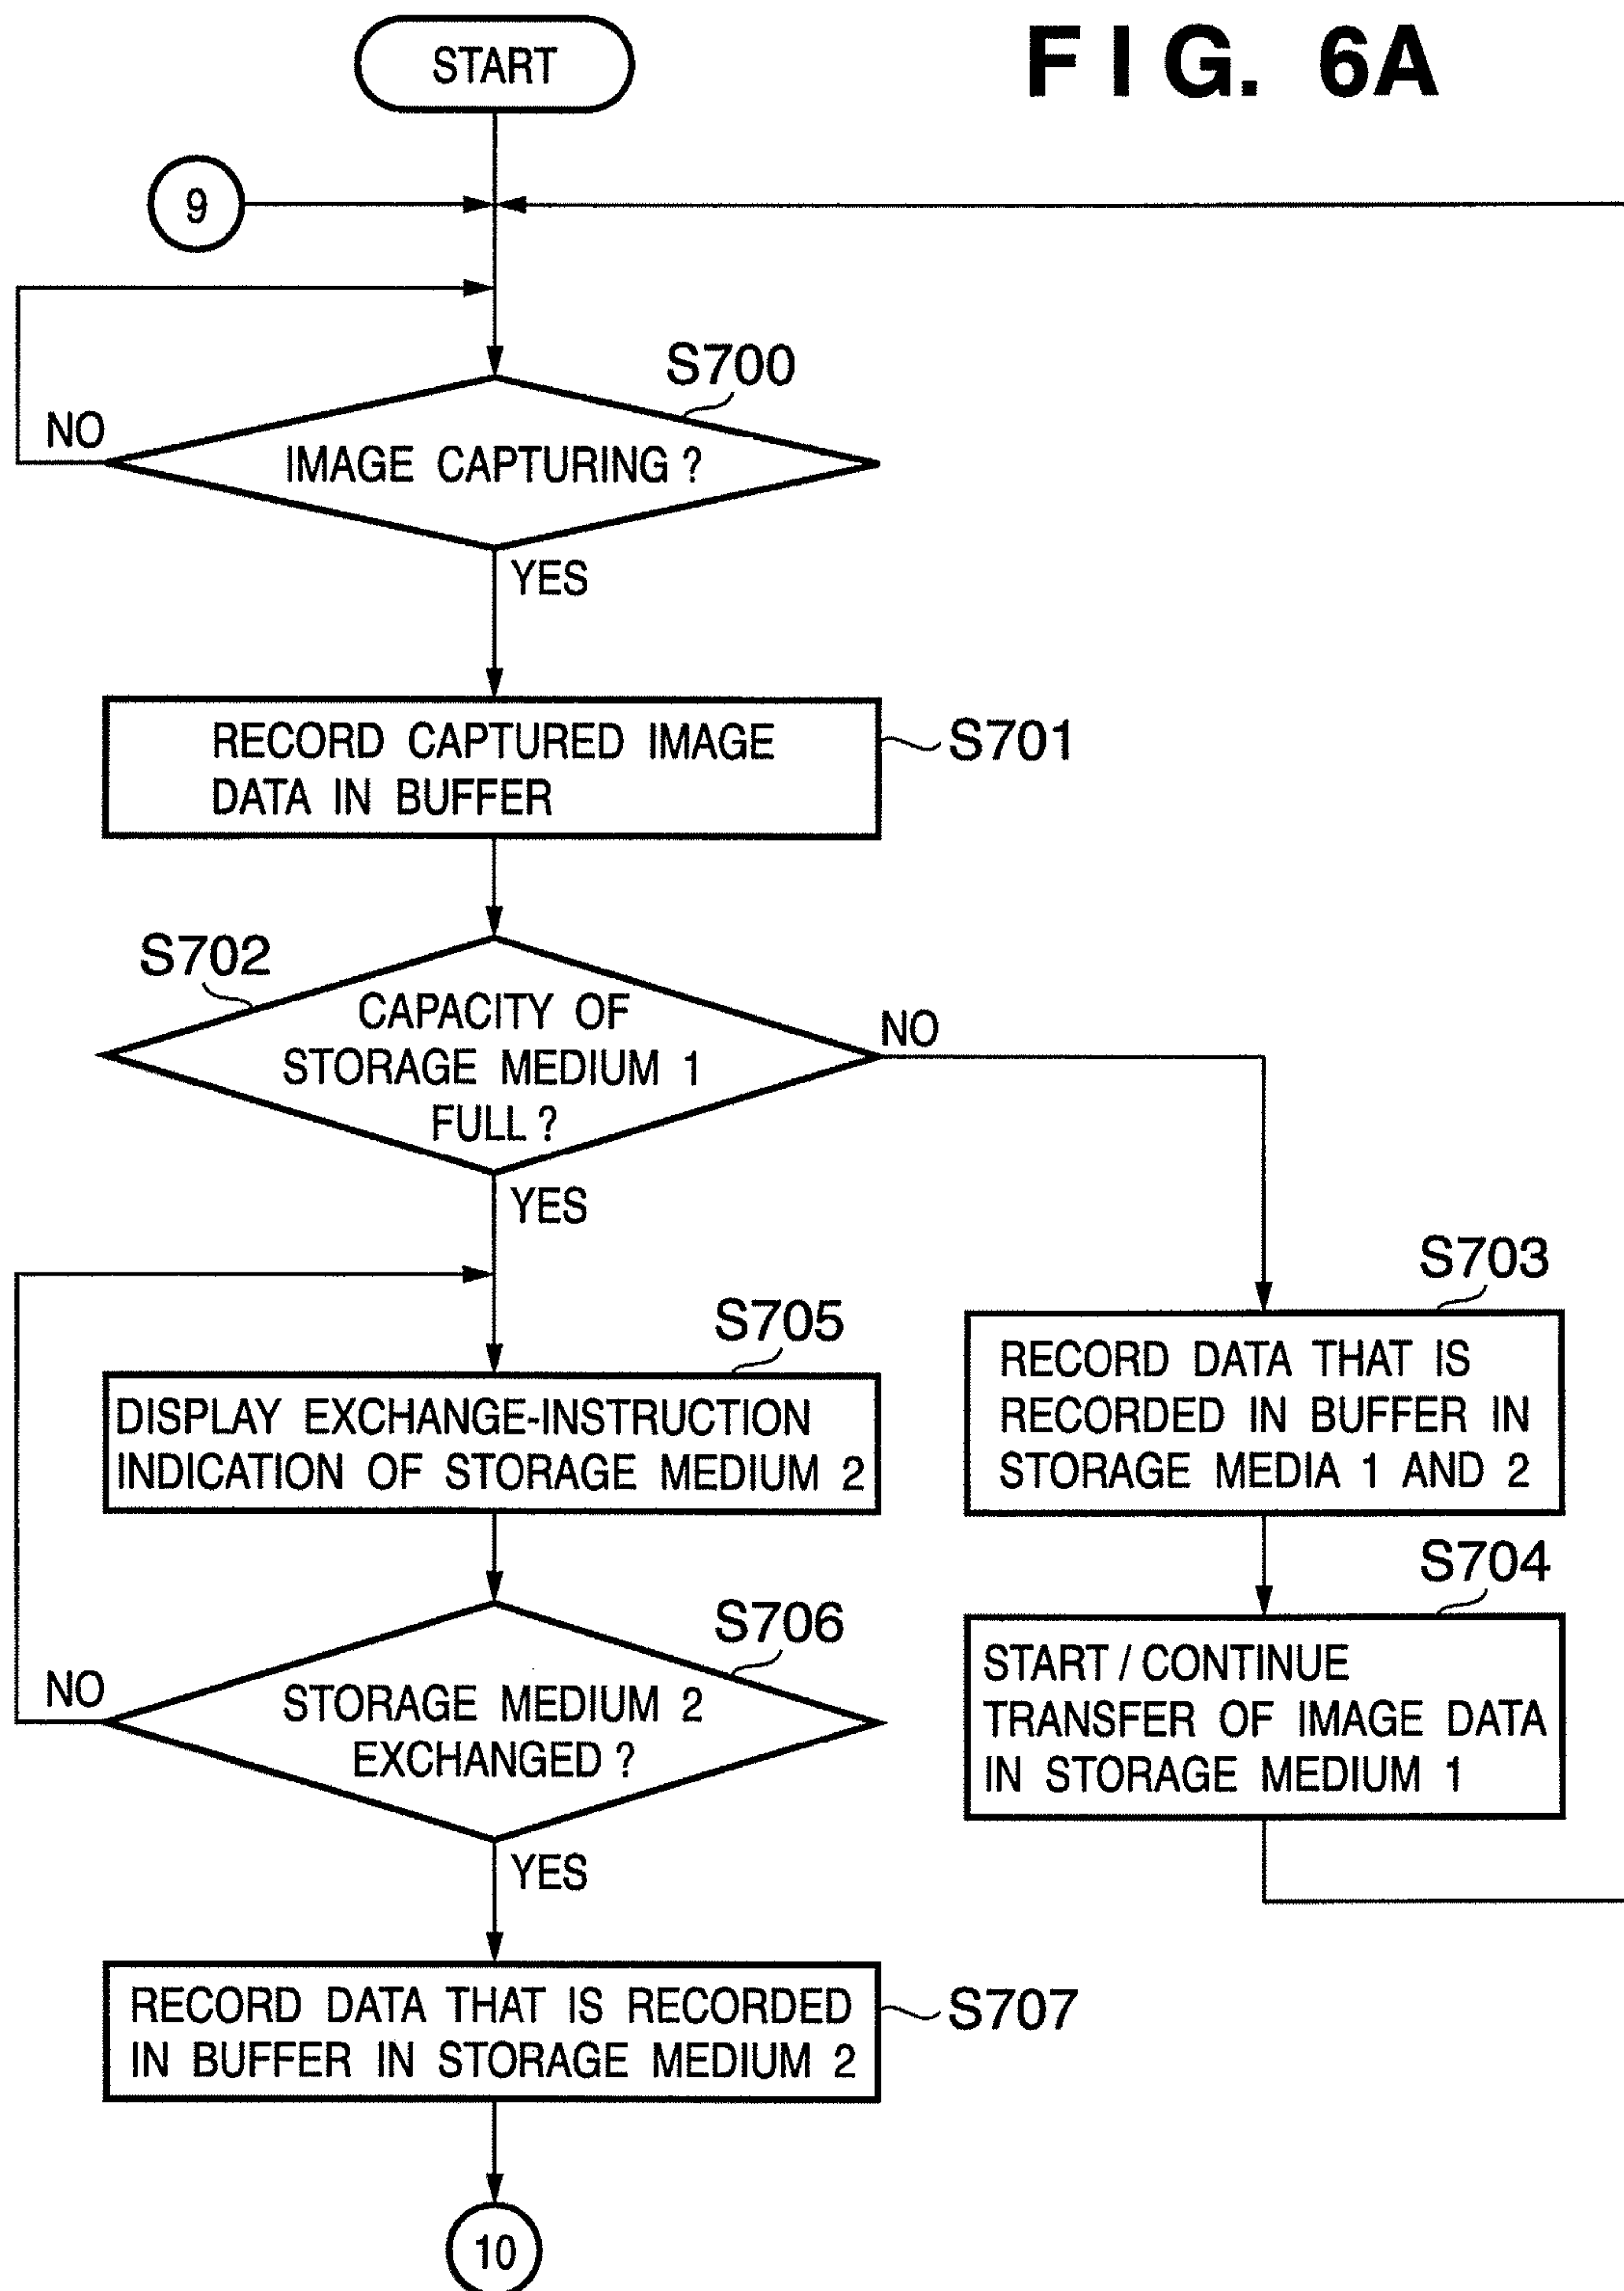 START
FIG. 6A
9
S700
NO
IMAGE CAPTURING ?
YES
RECORD CAPTURED IMAGE
DATA IN BUFFER
S701
S702
CAPACITY OF
STORAGE MEDIUM 1
FULL ?
NO
YES
S705
DISPLAY EXCHANGE-INSTRUCTION
INDICATION OF STORAGE MEDIUM 2
S703
RECORD DATA THAT IS
RECORDED IN BUFFER IN
STORAGE MEDIA 1 AND 2
S704
START / CONTINUE
TRANSFER OF IMAGE DATA
IN STORAGE MEDIUM 1
S706
NO
STORAGE MEDIUM 2
EXCHANGED ?
YES
RECORD DATA THAT IS RECORDED
IN BUFFER IN STORAGE MEDIUM 2
S707
10